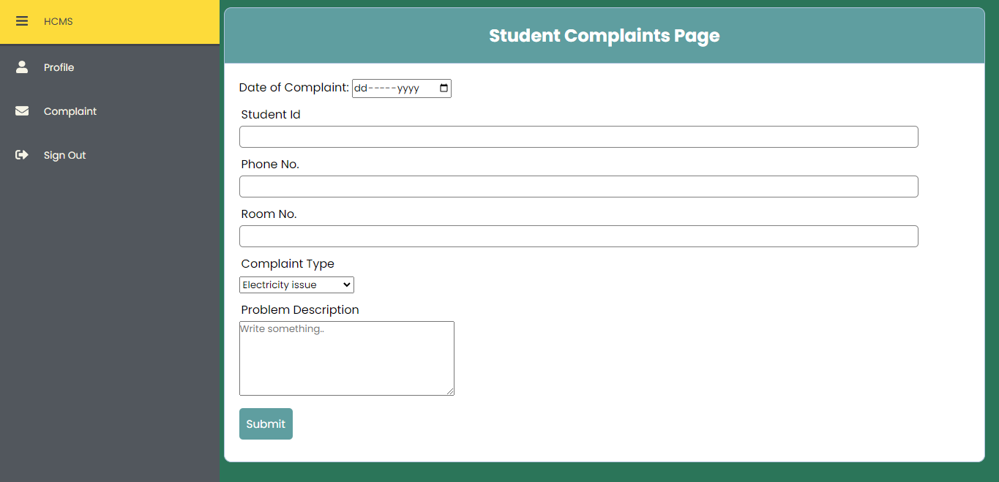 HCMS
Profile
Complaint
Sign Out
Student Complaints Page
Date of Complaint: dd-----yyyy
Student Id
Phone No.
Room No.
Complaint Type
Electricity issue
Problem Description
Write something..
Submit